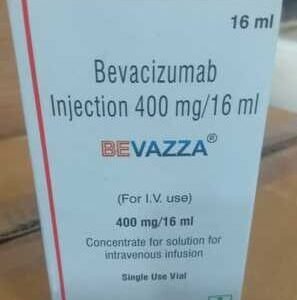 16 ml
Bevacizumab
Injection 400 mg/16 ml
BEVAZZA®
(For I.V. use)
400 mg/16 ml
Concentrate for solution for
intravenous infusion
Single Use Vial